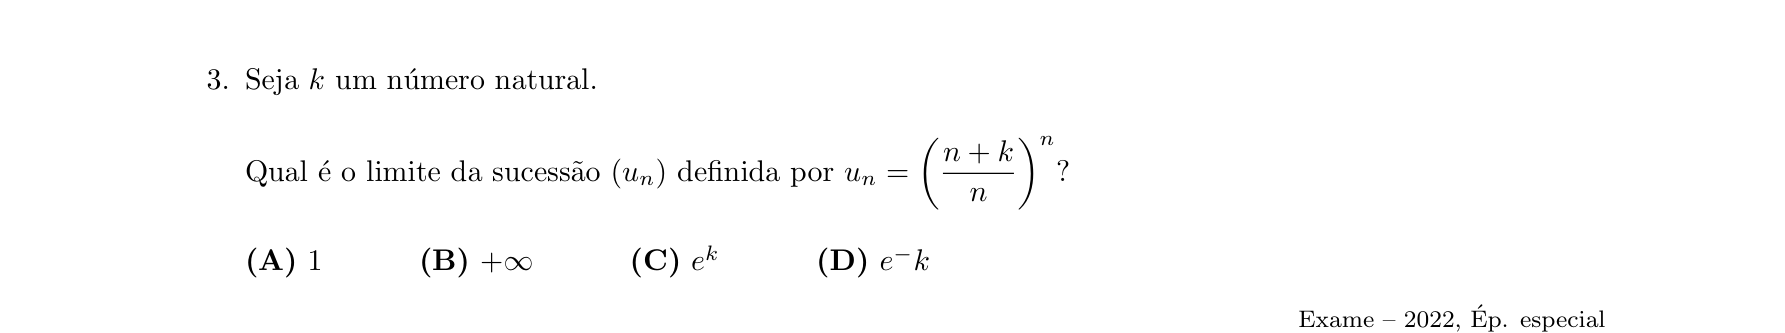 3. Seja k um número natural.
Qual é o limite da sucessão (uₙ) definida por uₙ = ((n + k)/n)ⁿ?
(A) 1 (B) +∞ (C) eᵏ (D) e⁻k
Exame – 2022, Ép. especial